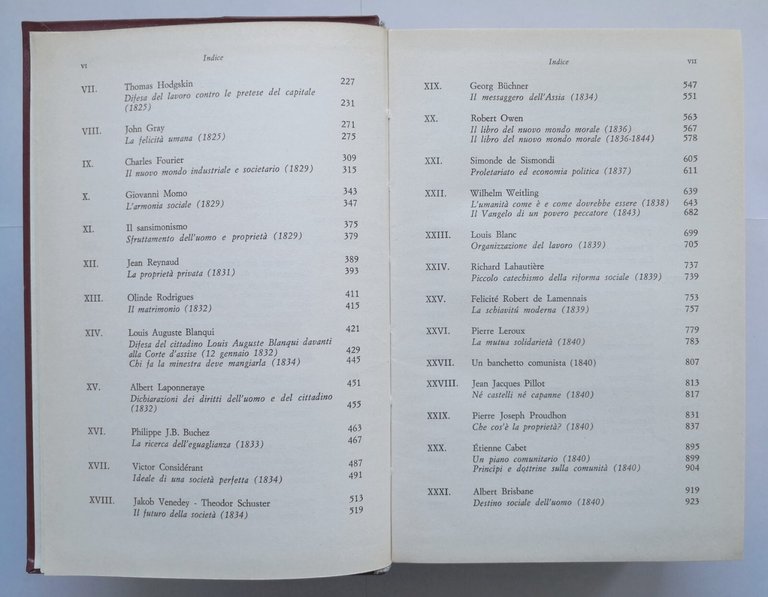 VI
Indice
VII. Thomas Hodgskin 227
Difesa del lavoro contro le pretese del capitale
(1825) 231
VIII. John Gray 271
La felicità umana (1825) 275
IX. Charles Fourier 309
Il nuovo mondo industriale e societario (1829) 315
X. Giovanni Momo 343
L'armonia sociale (1829) 347
XI. Il sansimonismo 375
Sfruttamento dell'uomo e proprietà (1829) 379
XII. Jean Reynaud 389
La proprietà privata (1831) 393
XIII. Olinde Rodrigues 411
Il matrimonio (1832) 415
XIV. Louis Auguste Blanqui 421
Difesa del cittadino Louis Auguste Blanqui davanti
alla Corte d'assise (12 gennaio 1832) 429
Chi fa la minestra deve mangiarla (1834) 445
XV. Albert Laponneraye 451
Dichiarazioni dei diritti dell'uomo e del cittadino
(1832) 455
XVI. Philippe J.B. Buchez 463
La ricerca dell'eguaglianza (1833) 467
XVII. Victor Considérant 487
Ideale di una società perfetta (1834) 491
XVIII. Jakob Venedey - Theodor Schuster 513
Il futuro della società (1834) 519
Indice
VII
XIX. Georg Büchner 547
Il messaggero dell'Assia (1834) 551
XX. Robert Owen 563
Il libro del nuovo mondo morale (1836) 567
Il libro del nuovo mondo morale (1836-1844) 578
XXI. Simonde de Sismondi 605
Proletariato ed economia politica (1837) 611
XXII. Wilhelm Weitling 639
L'umanità come è e come dovrebbe essere (1838) 643
Il Vangelo di un povero peccatore (1843) 682
XXIII. Louis Blanc 699
Organizzazione del lavoro (1839) 705
XXIV. Richard Lahautière 737
Piccolo catechismo della riforma sociale (1839) 739
XXV. Felicité Robert de Lamennais 753
La schiavitú moderna (1839) 757
XXVI. Pierre Leroux 779
La mutua solidarietà (1840) 783
XXVII. Un banchetto comunista (1840) 807
XXVIII. Jean Jacques Pillot 813
Né castelli né capanne (1840) 817
XXIX. Pierre Joseph Proudhon 831
Che cos'è la proprietà? (1840) 837
XXX. Étienne Cabet 895
Un piano comunitario (1840) 899
Principi e dottrine sulla comunità (1840) 904
XXXI. Albert Brisbane 919
Destino sociale dell'uomo (1840) 923